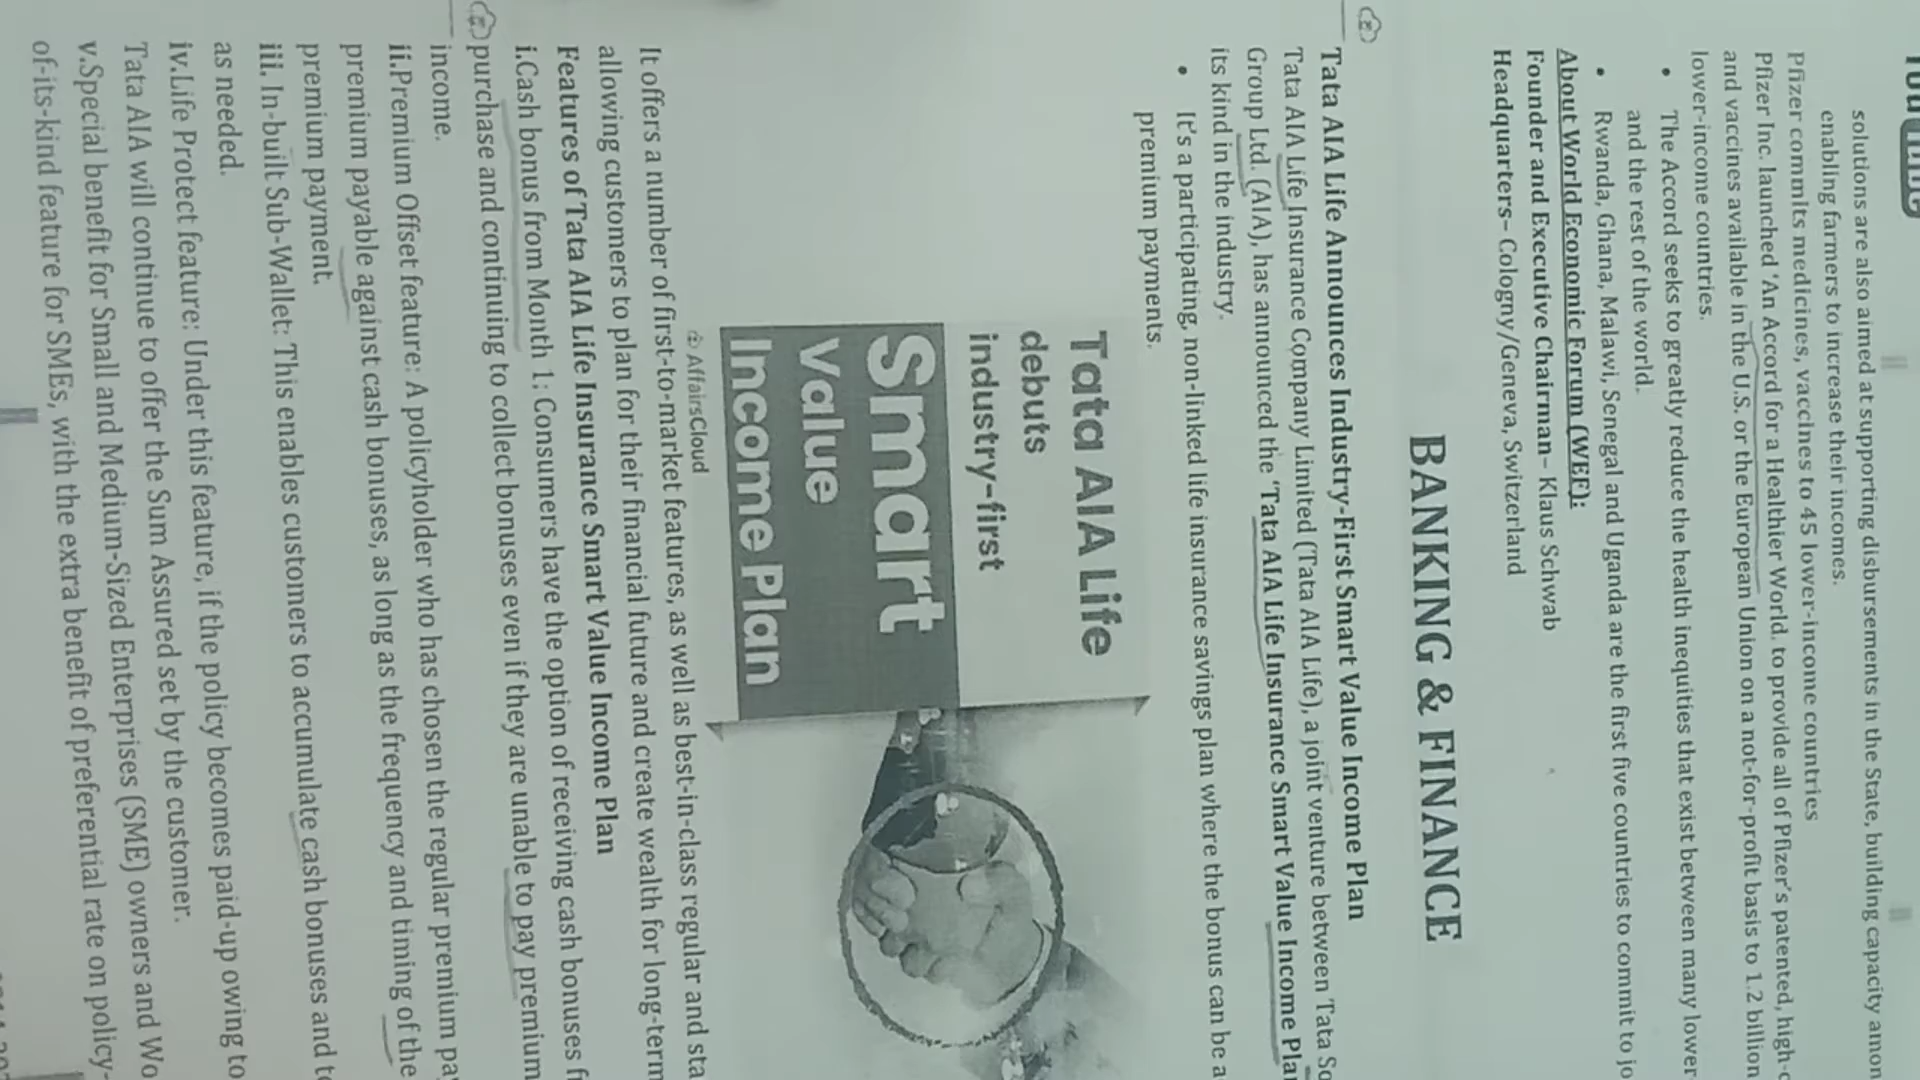 solutions are also aimed at supporting disbursements in the State, building capacity amon
enabling farmers to increase their incomes.
Pfizer commits medicines, vaccines to 45 lower-income countries
Pfizer Inc. launched 'An Accord for a Healthier World, to provide all of Pfizer's patented, high-
and vaccines available in the U.S. or the European Union on a not-for-profit basis to 1.2 billion
lower-income countries.
• The Accord seeks to greatly reduce the health inequities that exist between many lower
and the rest of the world.
• Rwanda, Ghana, Malawi, Senegal and Uganda are the first five countries to commit to jo
About World Economic Forum (WEF):
Founder and Executive Chairman– Klaus Schwab
Headquarters– Cologny/Geneva, Switzerland
BANKING & FINANCE
Tata AIA Life Announces Industry-First Smart Value Income Plan
Tata AIA Life Insurance Company Limited (Tata AIA Life), a joint venture between Tata So
Group Ltd. (AIA), has announced the 'Tata AIA Life Insurance Smart Value Income Pla
its kind in the industry.
• It's a participating, non-linked life insurance savings plan where the bonus can be a
premium payments.
Tata AIA Life
debuts
industry-first
Smart
Value
Income Plan
AffairsCloud
It offers a number of first-to-market features, as well as best-in-class regular and sta
allowing customers to plan for their financial future and create wealth for long-term
Features of Tata AIA Life Insurance Smart Value Income Plan
i.Cash bonus from Month 1: Consumers have the option of receiving cash bonuses f
purchase and continuing to collect bonuses even if they are unable to pay premium
income.
ii.Premium Offset feature: A policyholder who has chosen the regular premium pa
premium payable against cash bonuses, as long as the frequency and timing of the
premium payment.
iii. In-built Sub-Wallet: This enables customers to accumulate cash bonuses and t
as needed.
iv.Life Protect feature: Under this feature, if the policy becomes paid-up owing to
Tata AIA will continue to offer the Sum Assured set by the customer.
v.Special benefit for Small and Medium-Sized Enterprises (SME) owners and Wo
of-its-kind feature for SMEs, with the extra benefit of preferential rate on policy-